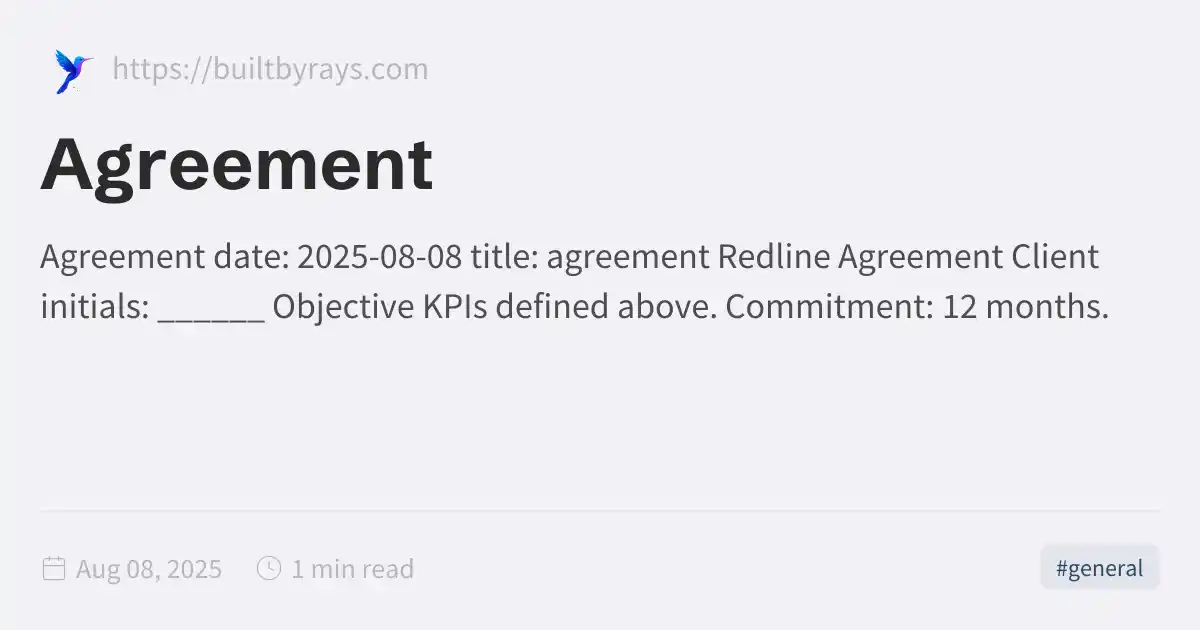 https://builtbyrays.com
Agreement
Agreement date: 2025-08-08 title: agreement Redline Agreement Client
initials: ______ Objective KPIs defined above. Commitment: 12 months.
Aug 08, 2025 1 min read #general